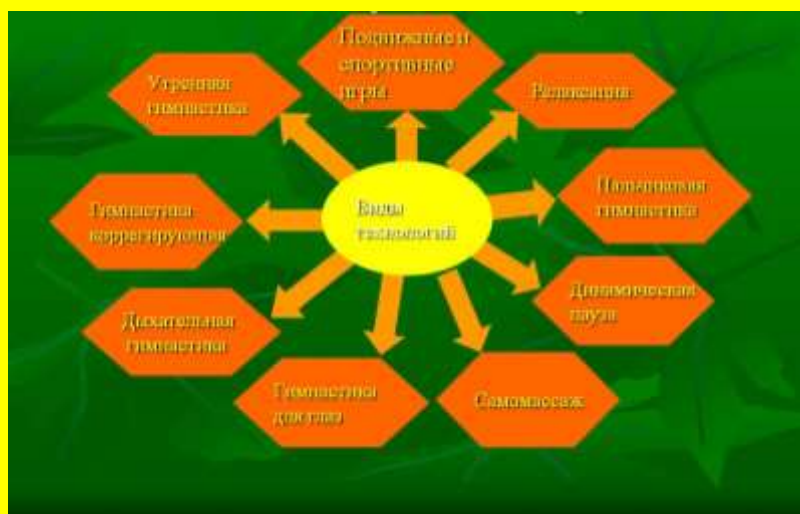 Подвижные и
спортивные
игры
Утренняя
гимнастика
Релаксация
Пальчиковая
гимнастика
Гимнастика
коррегирующая
Виды
технологий
Динамическая
пауза
Дыхательная
гимнастика
Гимнастика
для глаз
Самомассаж